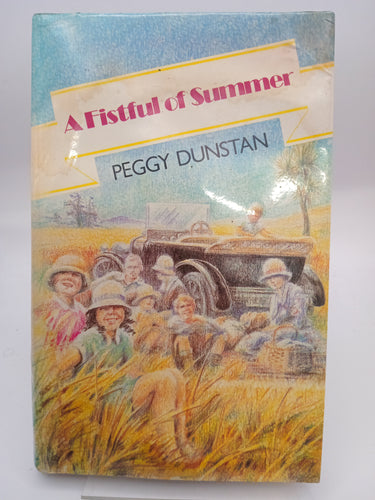 A Fistful of Summer
PEGGY DUNSTAN